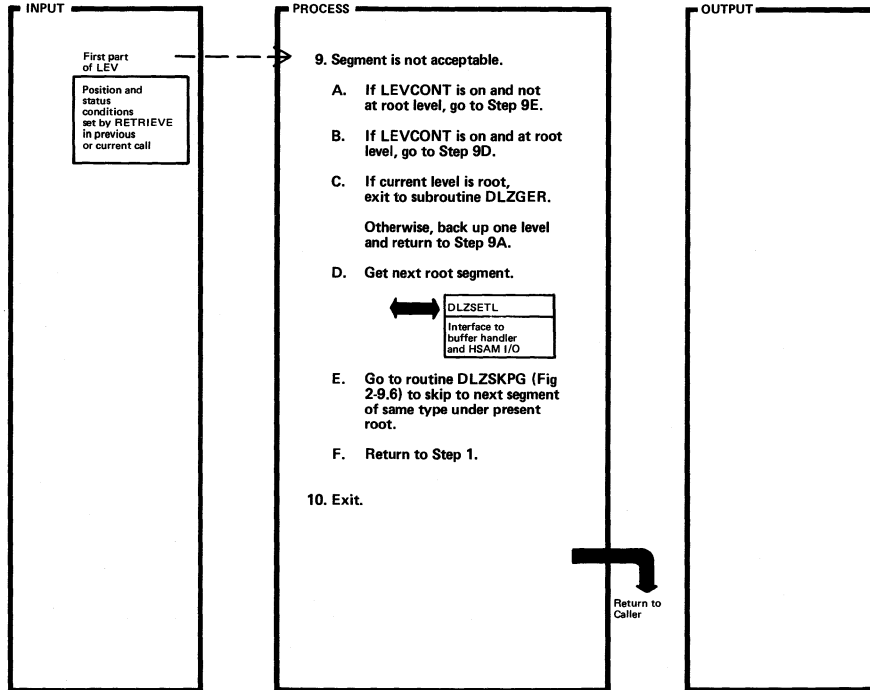 INPUT
PROCESS
OUTPUT
First part
of LEV
Position and
status
conditions
set by RETRIEVE
in previous
or current call
9. Segment is not acceptable.
A. If LEVCONT is on and not
at root level, go to Step 9E.
B. If LEVCONT is on and at root
level, go to Step 9D.
C. If current level is root,
exit to subroutine DLZGER.
Otherwise, back up one level
and return to Step 9A.
D. Get next root segment.
DLZSETL
Interface to
buffer handler
and HSAM I/O
E. Go to routine DLZSKPG (Fig
2-9.6) to skip to next segment
of same type under present
root.
F. Return to Step 1.
10. Exit.
Return to
Caller